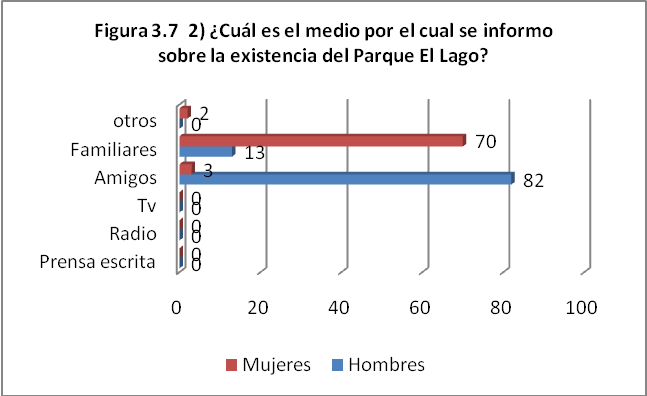 Figura 3.7 2) ¿Cuál es el medio por el cual se informo
sobre la existencia del Parque El Lago?
otros 2
0
Familiares 70
13
Amigos 3
82
Tv 0
0
Radio 0
0
Prensa escrita 0
0
0 20 40 60 80 100
Mujeres Hombres